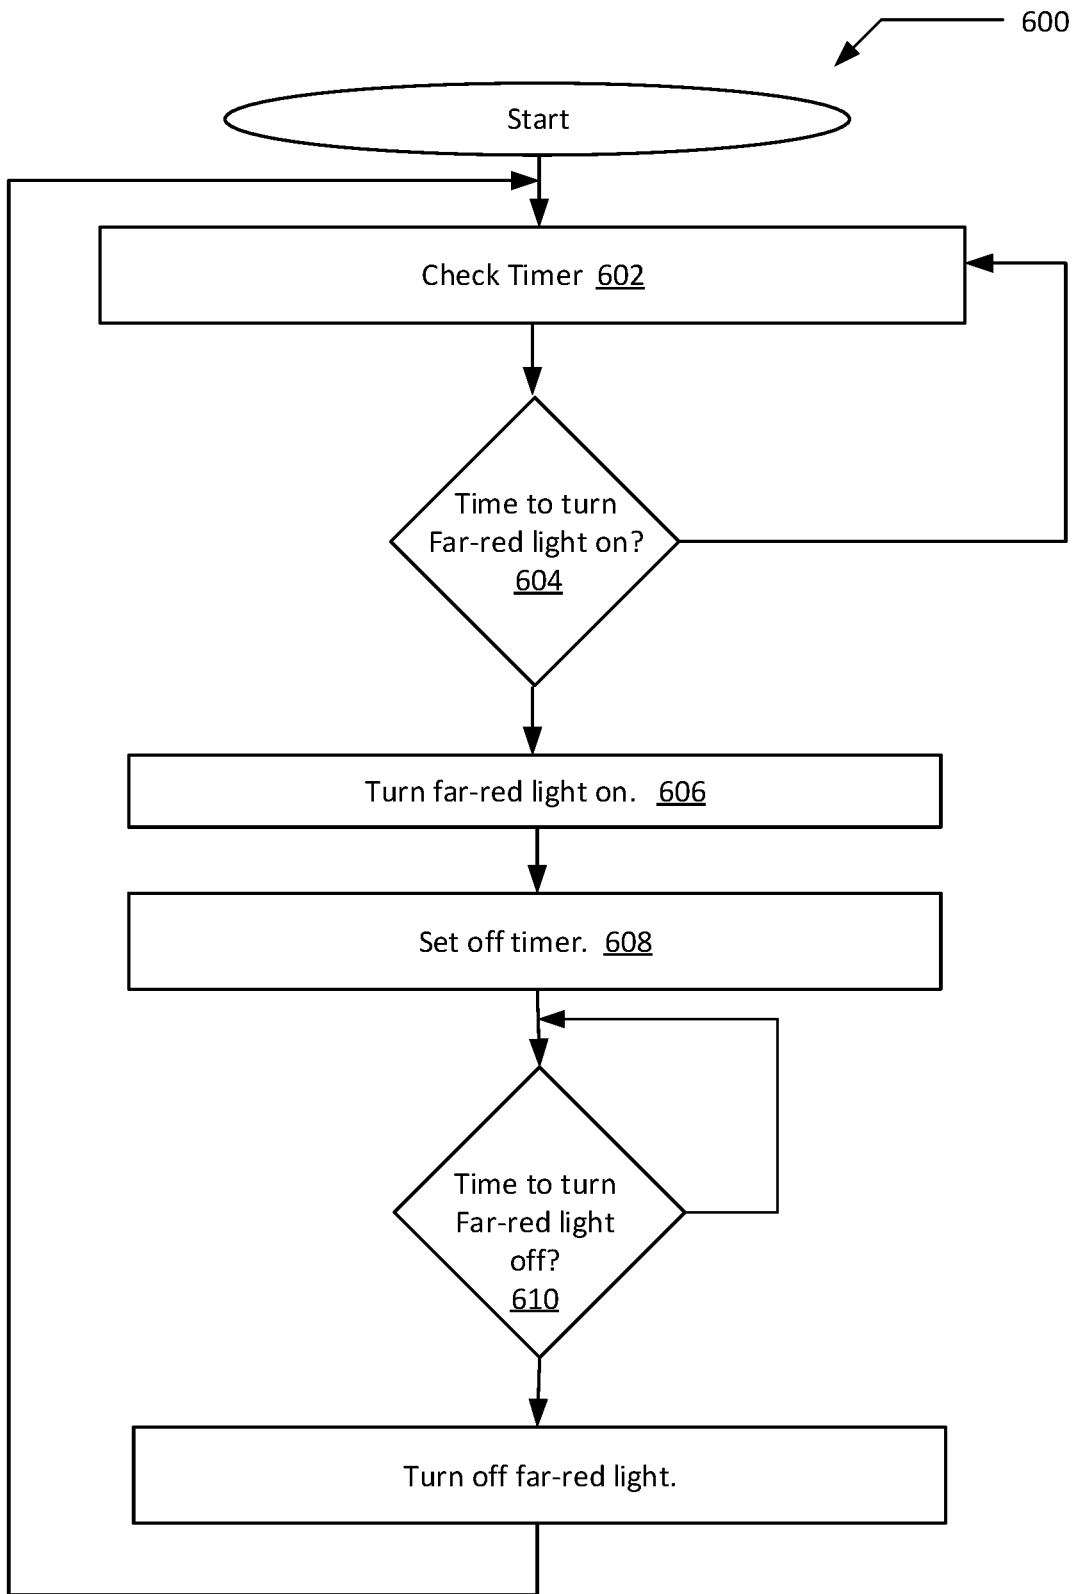 600
Start
Check Timer 602
Time to turn
Far-red light on?
604
Turn far-red light on. 606
Set off timer. 608
Time to turn
Far-red light
off?
610
Turn off far-red light.